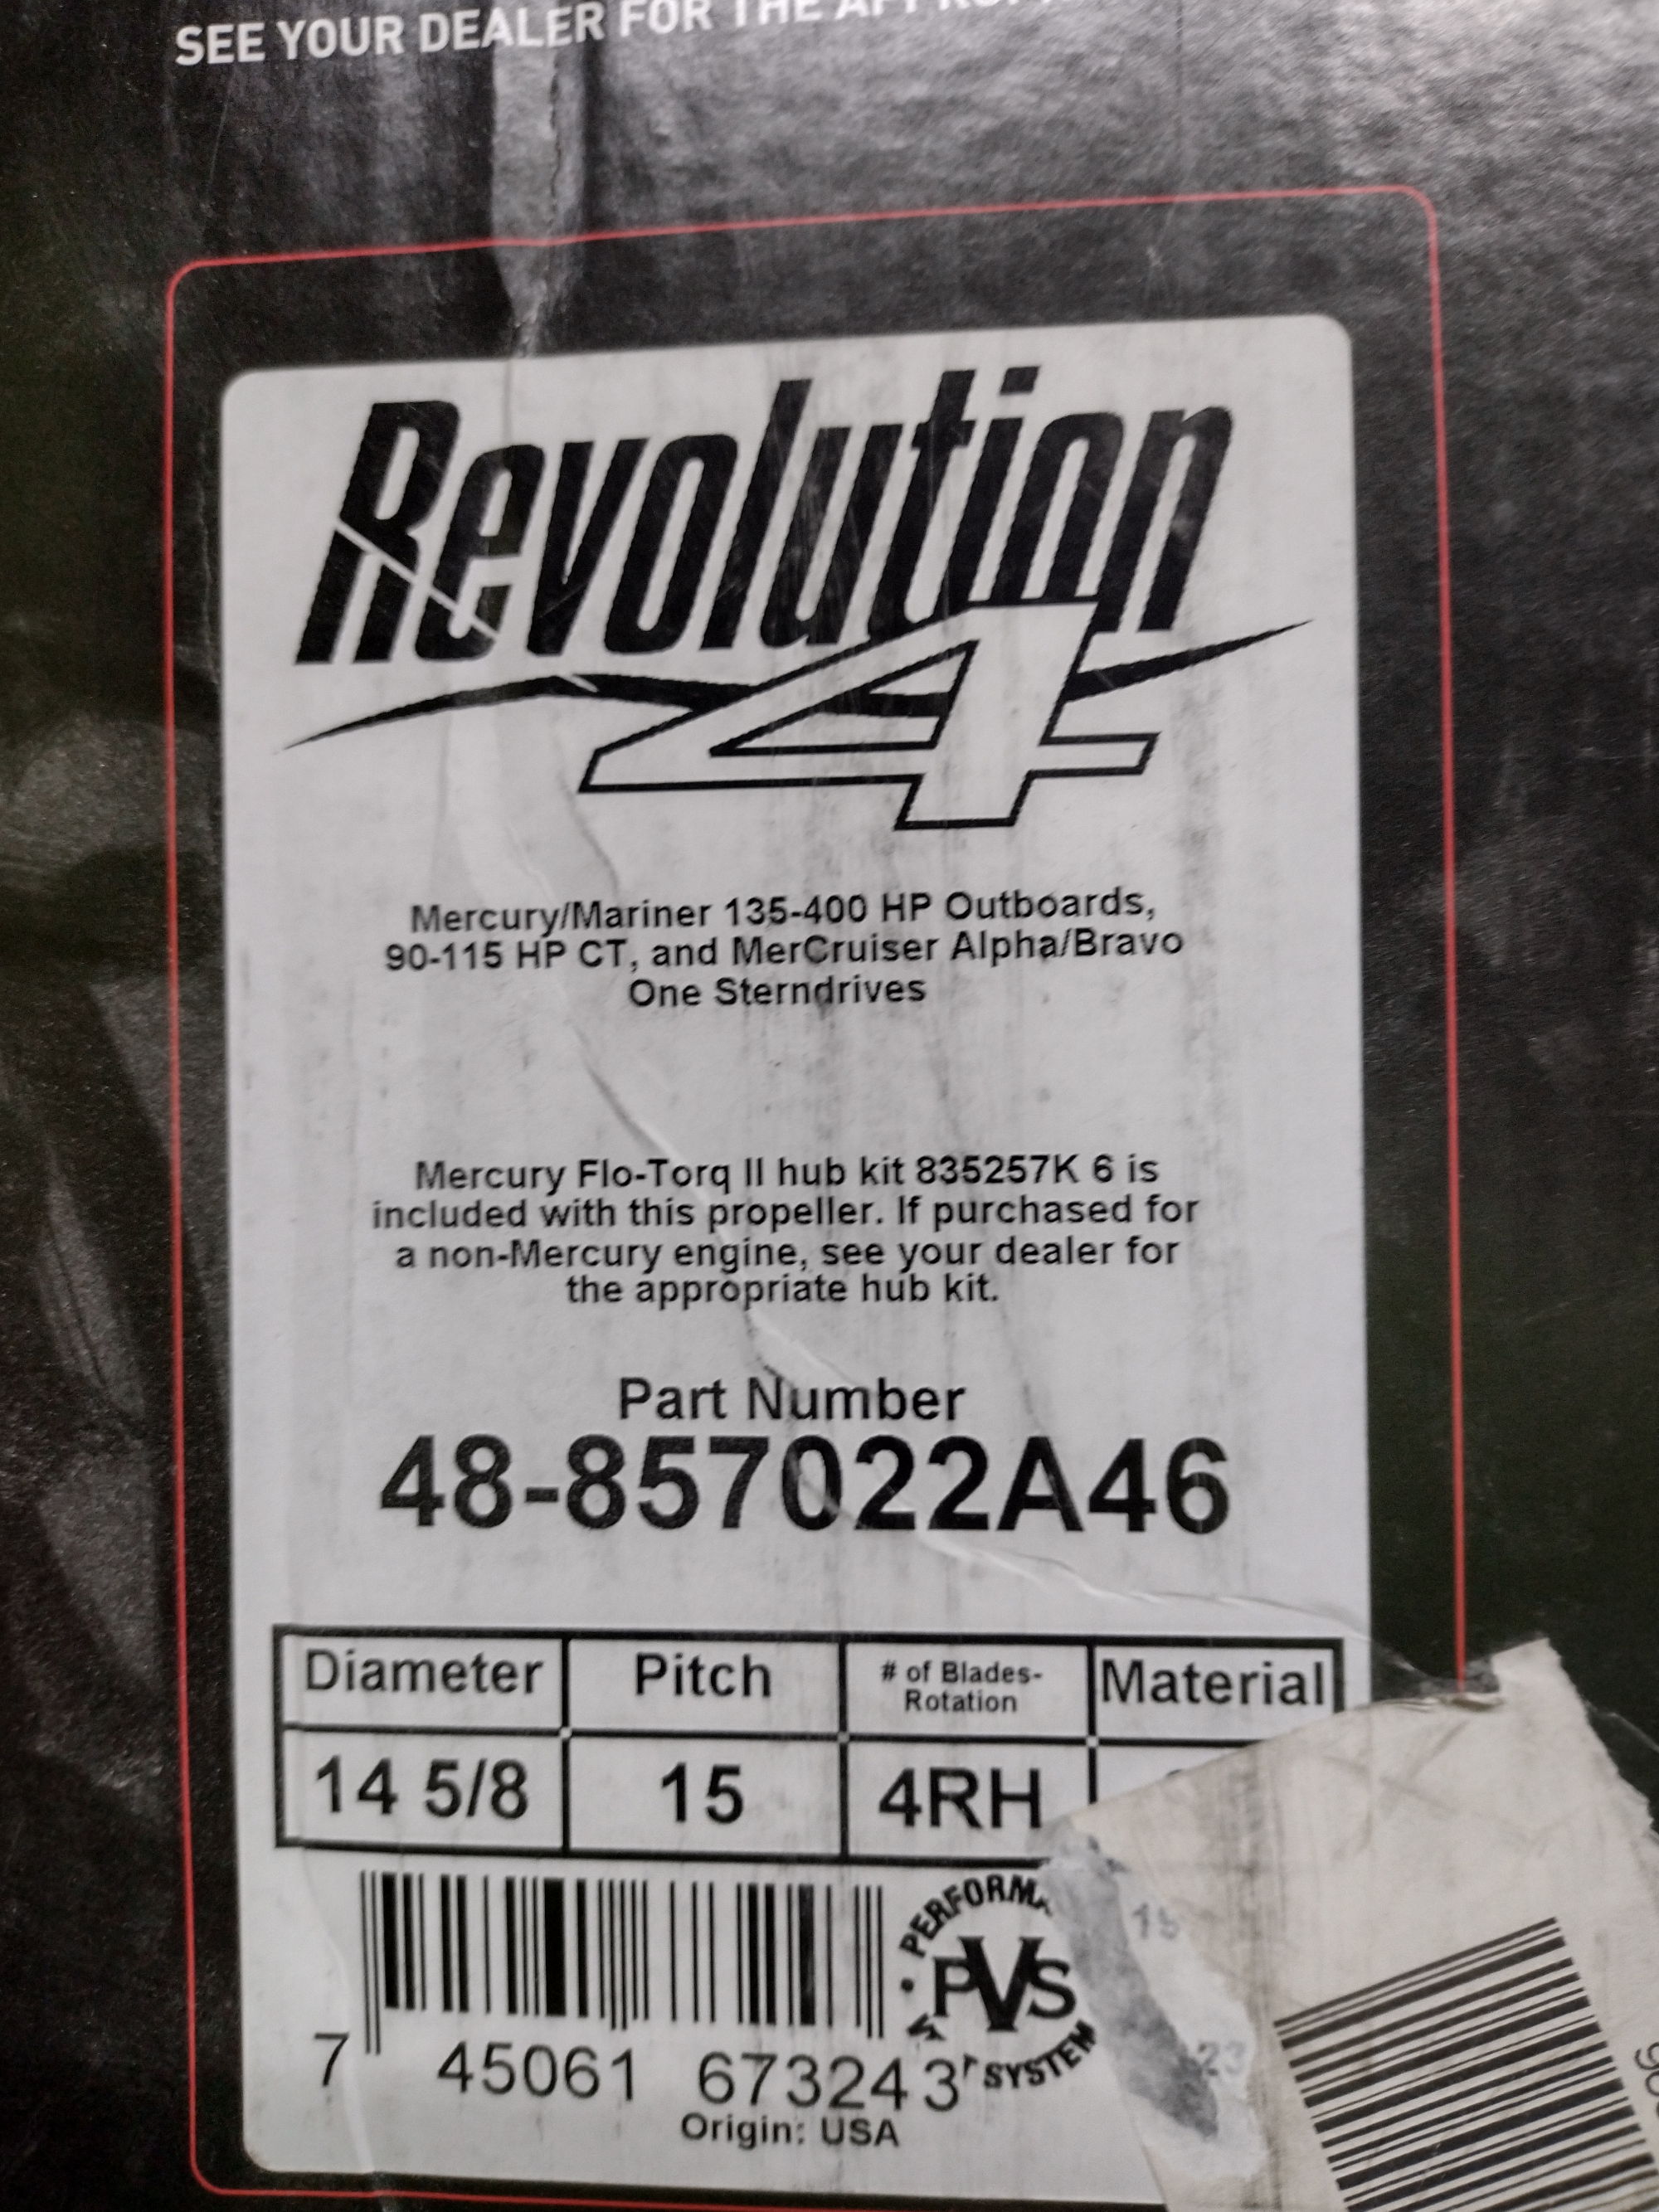 SEE YOUR DEALER FOR THE
Revolution
4
Mercury/Mariner 135-400 HP Outboards,
90-115 HP CT, and MerCruiser Alpha/Bravo
One Sterndrives
Mercury Flo-Torq II hub kit 835257K 6 is
included with this propeller. If purchased for
a non-Mercury engine, see your dealer for
the appropriate hub kit.
Part Number
48-857022A46
Diameter Pitch # of Blades- Material
Rotation
14 5/8 15 4RH
PVS
SYSTEM
15
23
7 45061 67324 3
Origin: USA